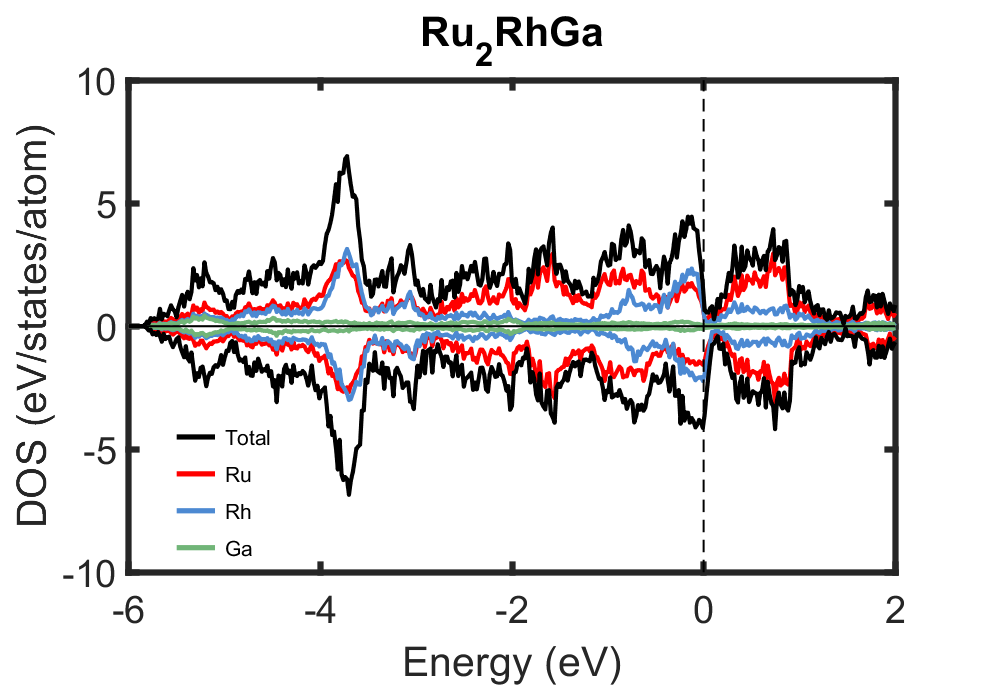 Ru₂RhGa
DOS (eV/states/atom)
10
5
0
-5
-10
Total
Ru
Rh
Ga
-6 -4 -2 0 2
Energy (eV)